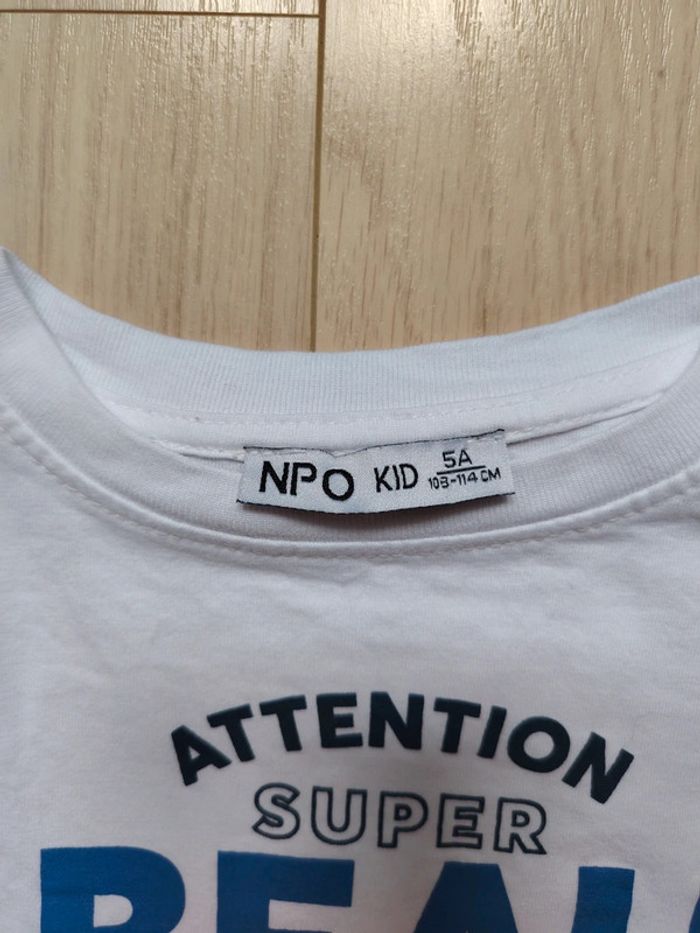 NPO KID 5A
108-114 CM
ATTENTION
SUPER